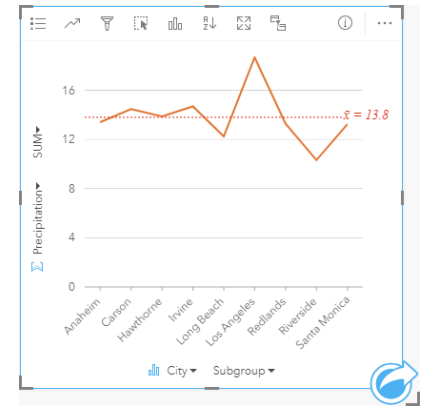 16
x̄ = 13.8
12
8
4
0
SUM
Precipitation
Anaheim
Carson
Hawthorne
Irvine
Long Beach
Los Angeles
Redlands
Riverside
Santa Monica
City Subgroup